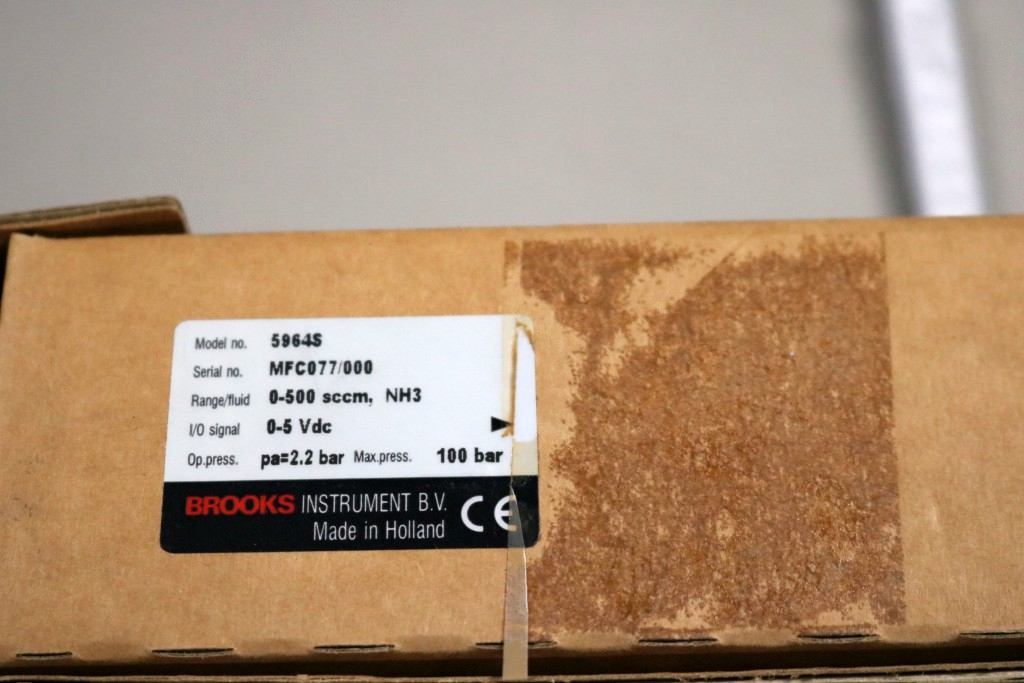 Model no. 5964S
Serial no. MFC077/000
Range/fluid 0-500 sccm, NH3
I/O signal 0-5 Vdc
Op.press. pa=2.2 bar Max.press. 100 bar
BROOKS INSTRUMENT B.V.
Made in Holland
CE